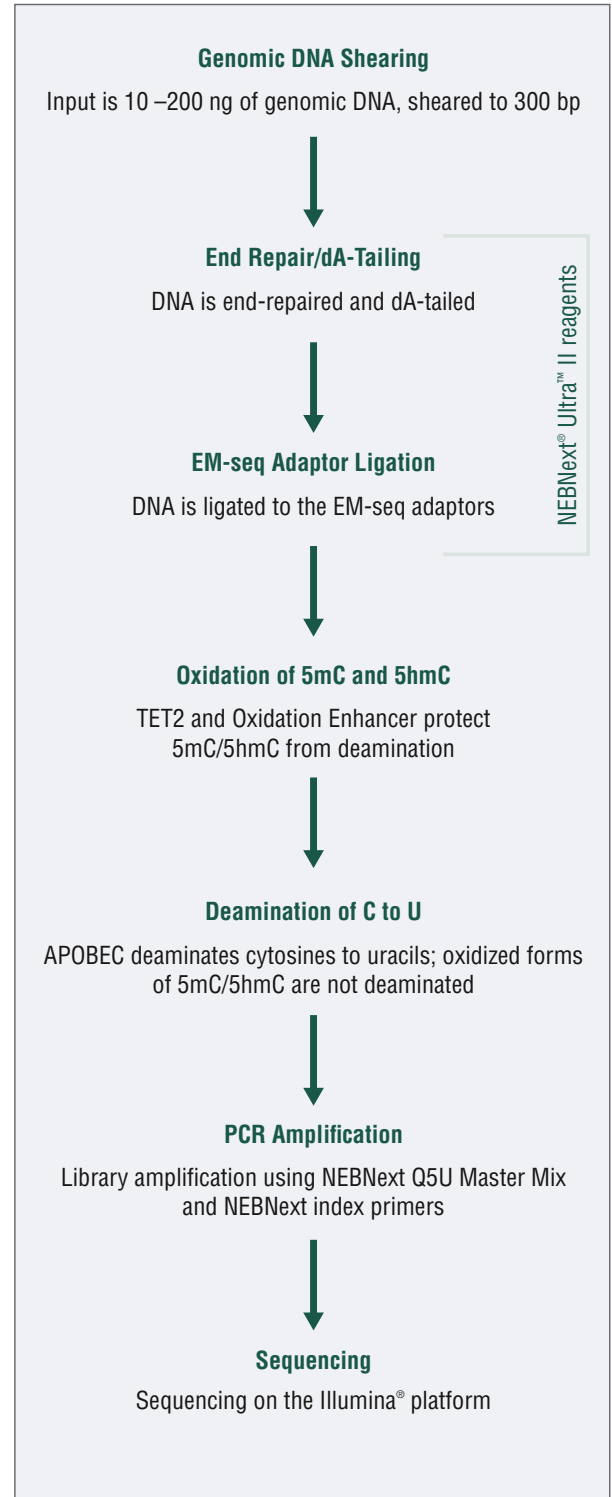 Genomic DNA Shearing
Input is 10 –200 ng of genomic DNA, sheared to 300 bp
End Repair/dA-Tailing
DNA is end-repaired and dA-tailed
EM-seq Adaptor Ligation
DNA is ligated to the EM-seq adaptors
NEBNext® Ultra™ II reagents
Oxidation of 5mC and 5hmC
TET2 and Oxidation Enhancer protect
5mC/5hmC from deamination
Deamination of C to U
APOBEC deaminates cytosines to uracils; oxidized forms
of 5mC/5hmC are not deaminated
PCR Amplification
Library amplification using NEBNext Q5U Master Mix
and NEBNext index primers
Sequencing
Sequencing on the Illumina® platform